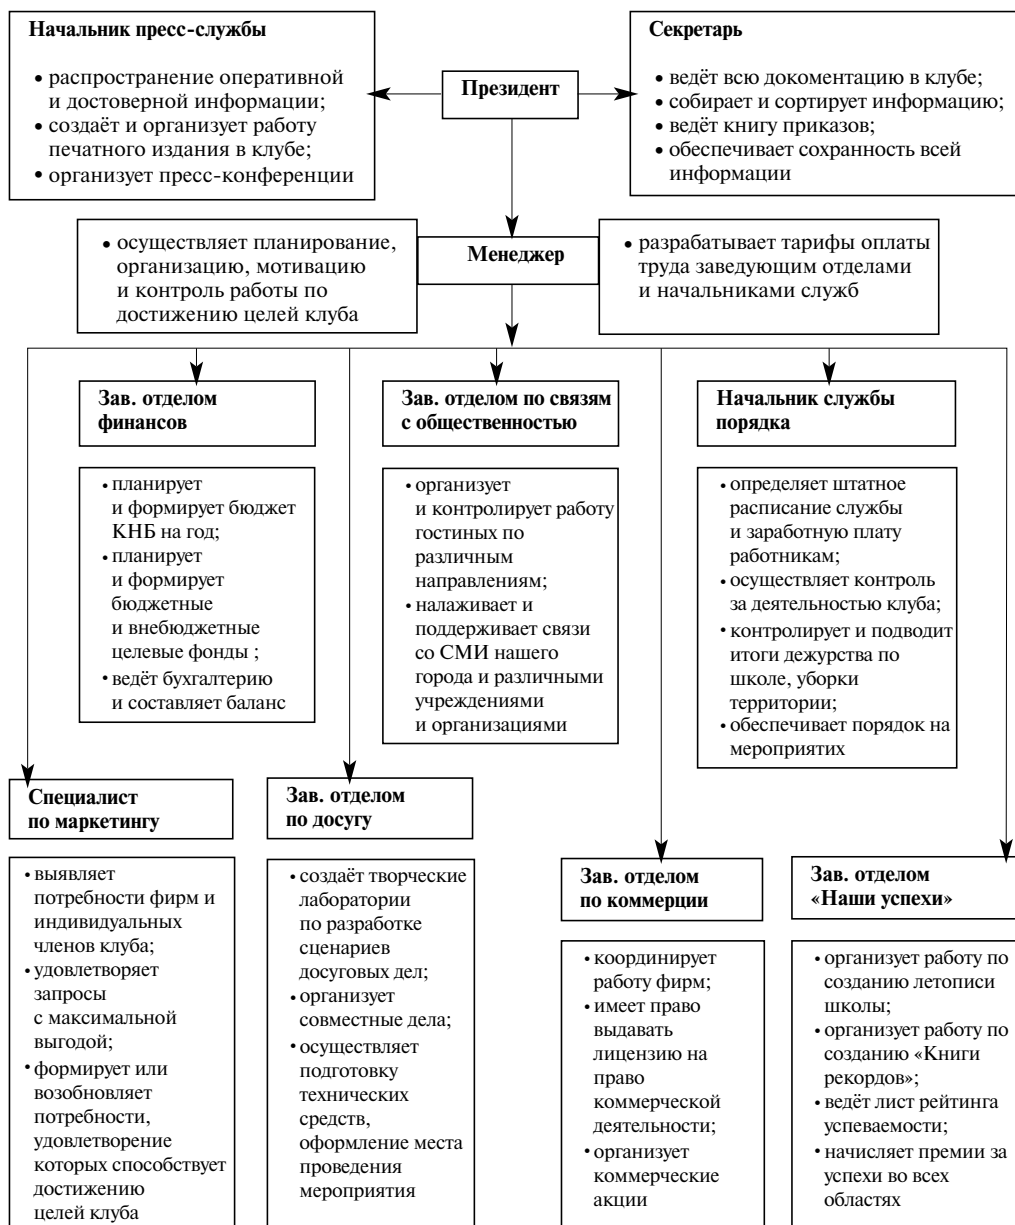 Начальник пресс-службы
• распространение оперативной
и достоверной информации;
• создаёт и организует работу
печатного издания в клубе;
• организует пресс-конференции
Президент
Секретарь
• ведёт всю докоментацию в клубе;
• собирает и сортирует информацию;
• ведёт книгу приказов;
• обеспечивает сохранность всей
информации
• осуществляет планирование,
организацию, мотивацию
и контроль работы по
достижению целей клуба
Менеджер
• разрабатывает тарифы оплаты
труда заведующим отделами
и начальниками служб
Зав. отделом
финансов
• планирует
и формирует бюджет
КНБ на год;
• планирует
и формирует
бюджетные
и внебюджетные
целевые фонды ;
• ведёт бухгалтерию
и составляет баланс
Зав. отделом по связям
с общественностью
• организует
и контролирует работу
гостиных по
различным
направлениям;
• налаживает и
поддерживает связи
со СМИ нашего
города и различными
учреждениями
и организациями
Начальник службы
порядка
• определяет штатное
расписание службы
и заработную плату
работникам;
• осуществляет контроль
за деятельностью клуба;
• контролирует и подводит
итоги дежурства по
школе, уборки
территории;
• обеспечивает порядок на
мероприятих
Специалист
по маркетингу
• выявляет
потребности фирм и
индивидуальных
членов клуба;
• удовлетворяет
запросы
с максимальной
выгодой;
• формирует или
возобновляет
потребности,
удовлетворение
которых способствует
достижению
целей клуба
Зав. отделом
по досугу
• создаёт творческие
лаборатории
по разработке
сценариев
досуговых дел;
• организует
совместные дела;
• осуществляет
подготовку
технических
средств,
оформление места
проведения
мероприятия
Зав. отделом
по коммерции
• координирует
работу фирм;
• имеет право
выдавать
лицензию на
право
коммерческой
деятельности;
• организует
коммерческие
акции
Зав. отделом
«Наши успехи»
• организует работу по
созданию летописи
школы;
• организует работу по
созданию «Книги
рекордов»;
• ведёт лист рейтинга
успеваемости;
• начисляет премии за
успехи во всех
областях